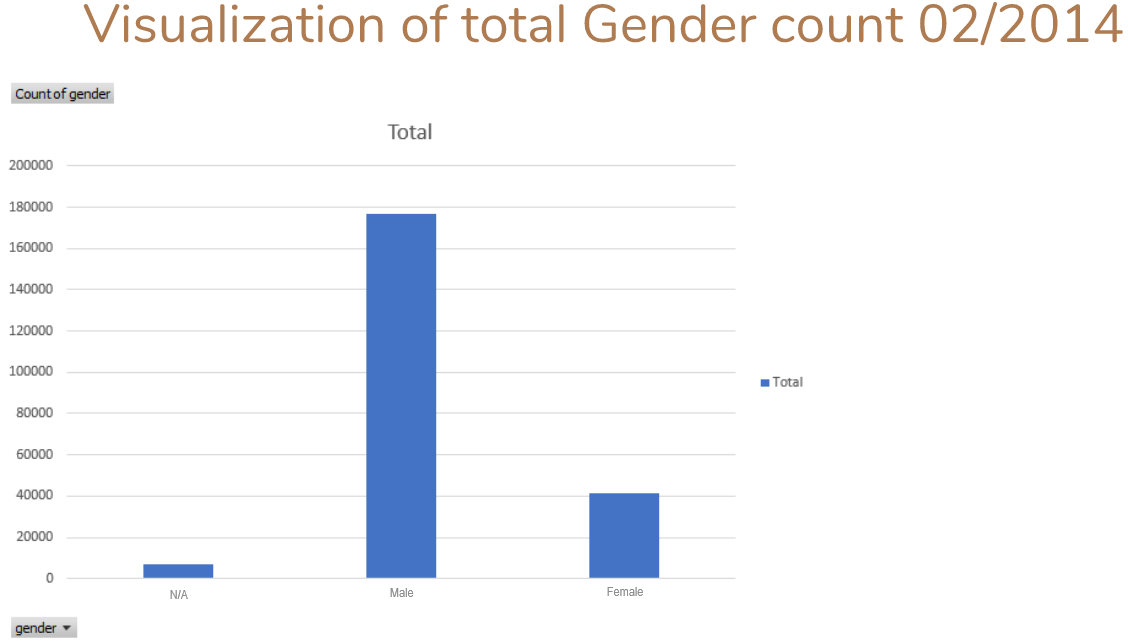 Visualization of total Gender count 02/2014
Count of gender
Total
200000
180000
160000
140000
120000
100000
80000
60000
40000
20000
0
N/A Male Female
Total
gender